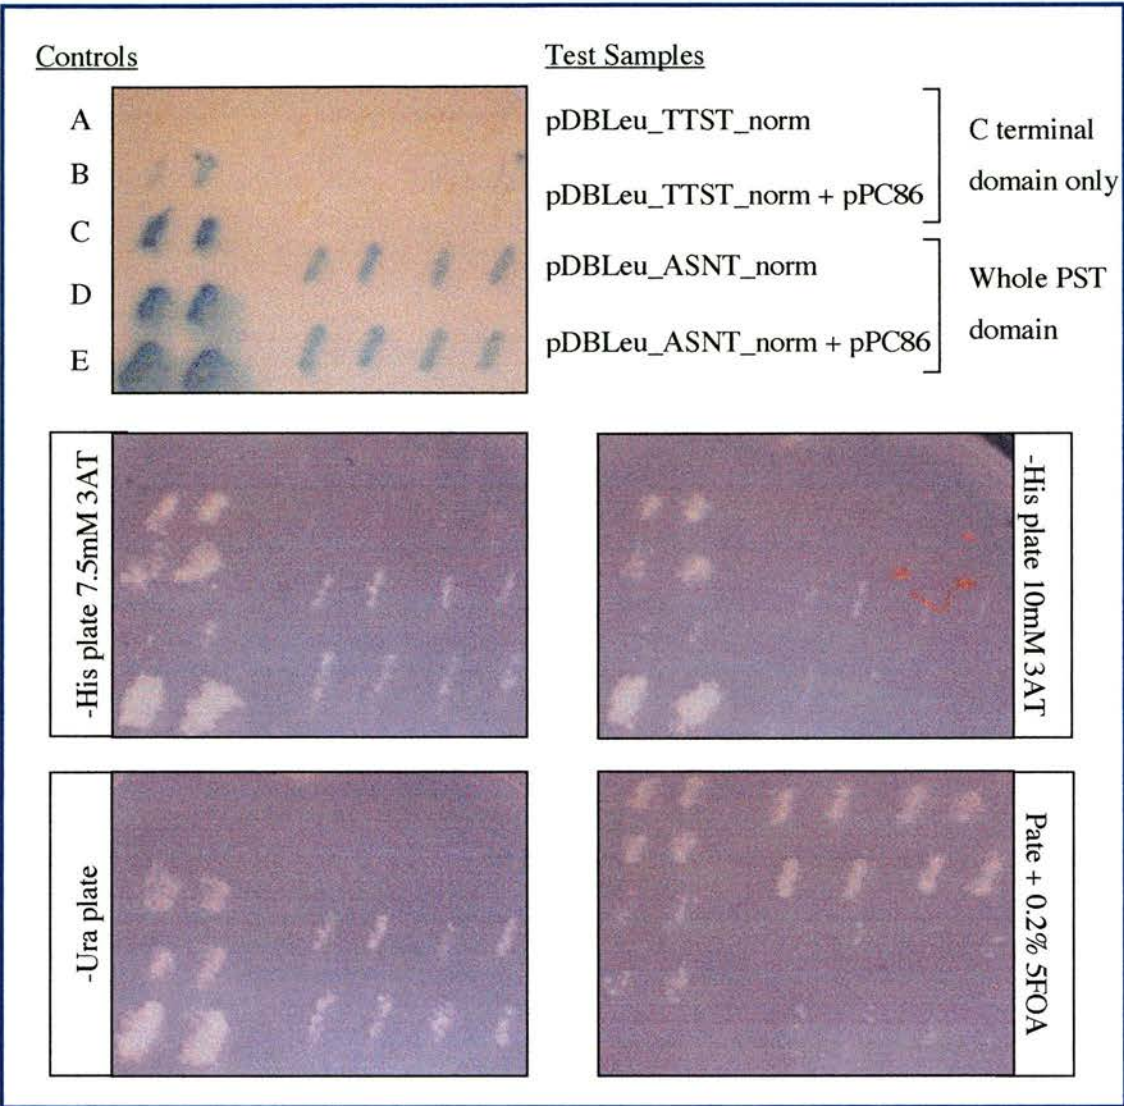 Controls
Test Samples
A
B
C
D
E
pDBLeu_TTST_norm
pDBLeu_TTST_norm + pPC86
pDBLeu_ASNT_norm
pDBLeu_ASNT_norm + pPC86
C terminal
domain only
Whole PST
domain
-His plate 7.5mM 3AT
-His plate 10mM 3AT
-Ura plate
Pate + 0.2% 5FOA